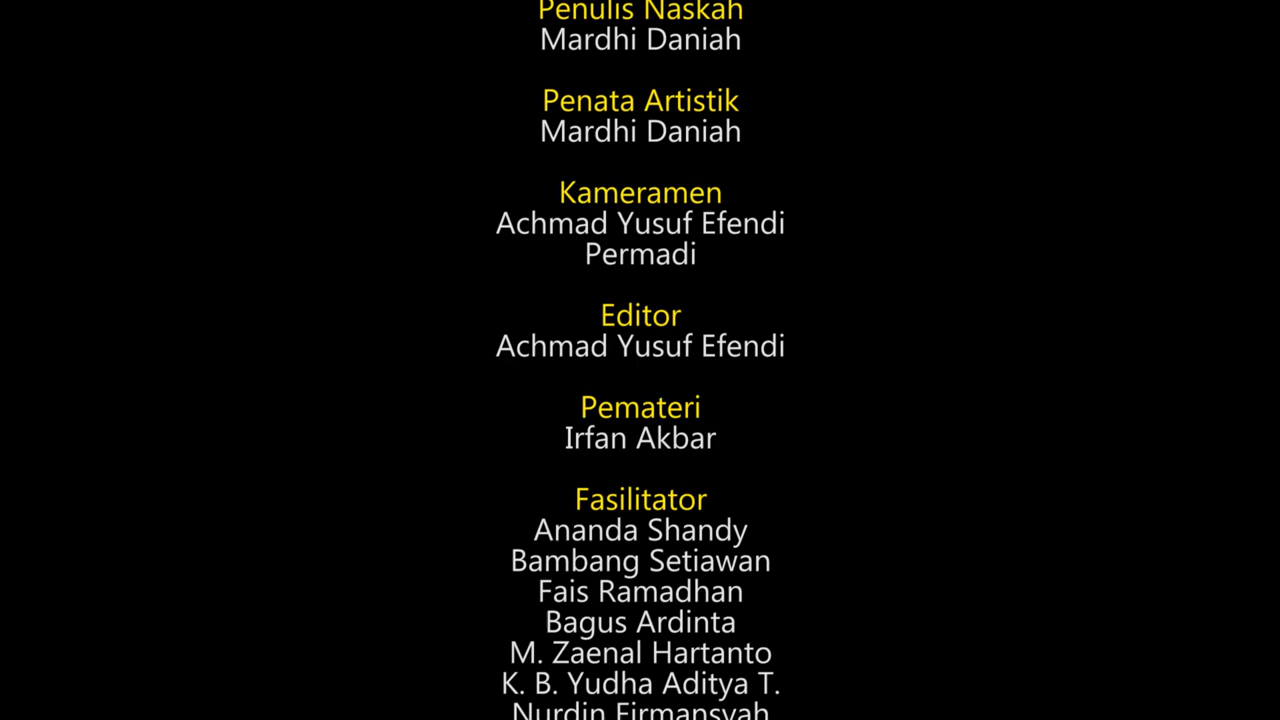 Penulis Naskah
Mardhi Daniah
Penata Artistik
Mardhi Daniah
Kameramen
Achmad Yusuf Efendi
Permadi
Editor
Achmad Yusuf Efendi
Pemateri
Irfan Akbar
Fasilitator
Ananda Shandy
Bambang Setiawan
Fais Ramadhan
Bagus Ardinta
M. Zaenal Hartanto
K. B. Yudha Aditya T.
Nurdin Firmansyah